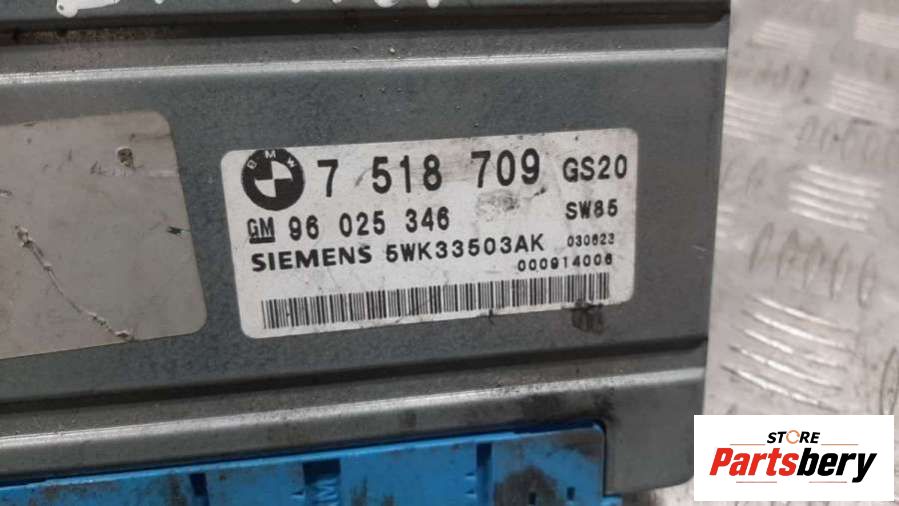 BMW 7 518 709 GS20
GM 96 025 346 SW85
SIEMENS 5WK33503AK 030623
000914006
STORE
Partsbery